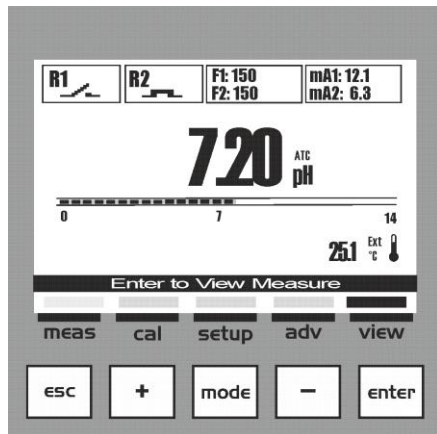 R1 R2 F1: 150 mA1: 12.1
F2: 150 mA2: 6.3
7.20 ATC pH
0 7 14
25.1 Ext °C
Enter to View Measure
meas cal setup adv view
esc + mode - enter